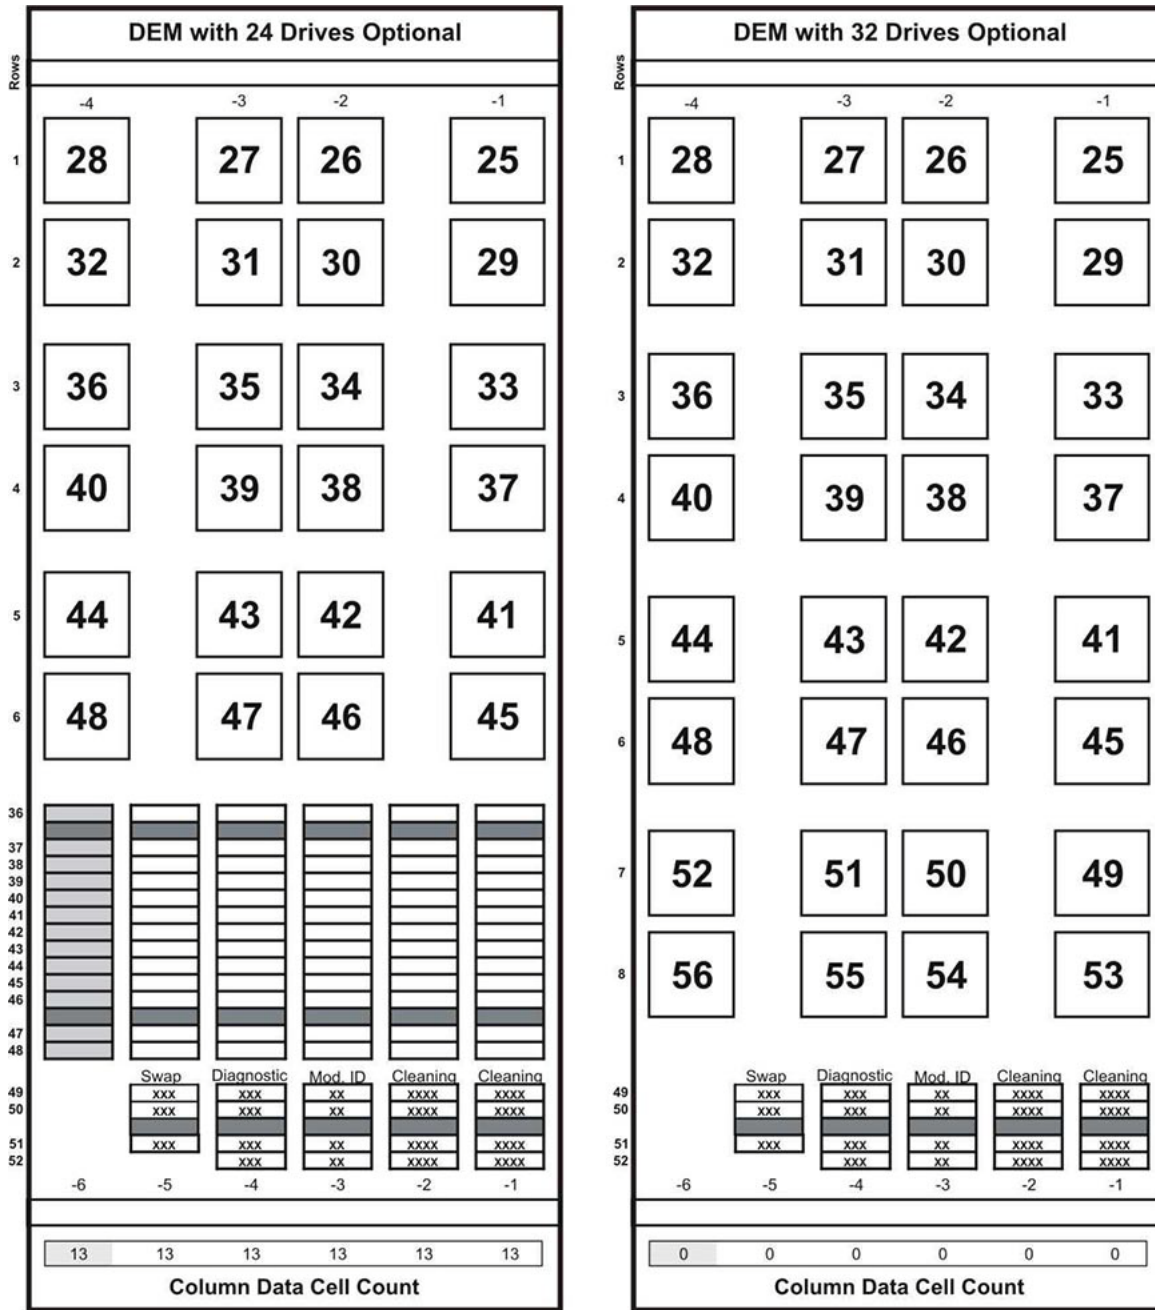 DEM with 24 Drives Optional
Rows
-4 -3 -2 -1
1 28 27 26 25
2 32 31 30 29
3 36 35 34 33
4 40 39 38 37
5 44 43 42 41
6 48 47 46 45
36
37
38
39
40
41
42
43
44
45
46
47
48
Swap Diagnostic Mod. ID Cleaning Cleaning
49 xxx xxx xx xxxx xxxx
50 xxx xxx xx xxxx xxxx
51 xxx xxx xx xxxx xxxx
52 xxx xx xxxx xxxx
-6 -5 -4 -3 -2 -1
13 13 13 13 13 13
Column Data Cell Count
DEM with 32 Drives Optional
Rows
-4 -3 -2 -1
1 28 27 26 25
2 32 31 30 29
3 36 35 34 33
4 40 39 38 37
5 44 43 42 41
6 48 47 46 45
7 52 51 50 49
8 56 55 54 53
Swap Diagnostic Mod. ID Cleaning Cleaning
49 xxx xxx xx xxxx xxxx
50 xxx xxx xx xxxx xxxx
51 xxx xxx xx xxxx xxxx
52 xxx xx xxxx xxxx
-6 -5 -4 -3 -2 -1
0 0 0 0 0 0
Column Data Cell Count